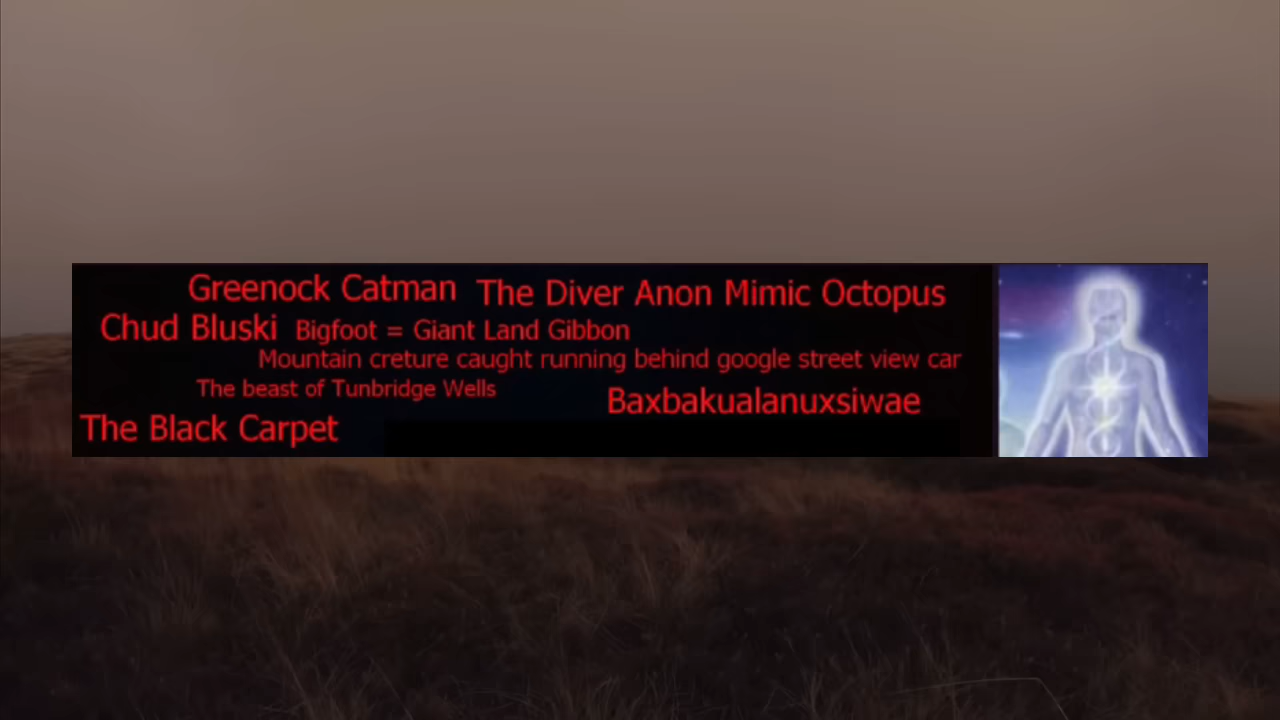 Greenock Catman
The Diver Anon Mimic Octopus
Chud Bluski
Bigfoot = Giant Land Gibbon
Mountain creture caught running behind google street view car
The beast of Tunbridge Wells
Baxbakualanuxsiwae
The Black Carpet